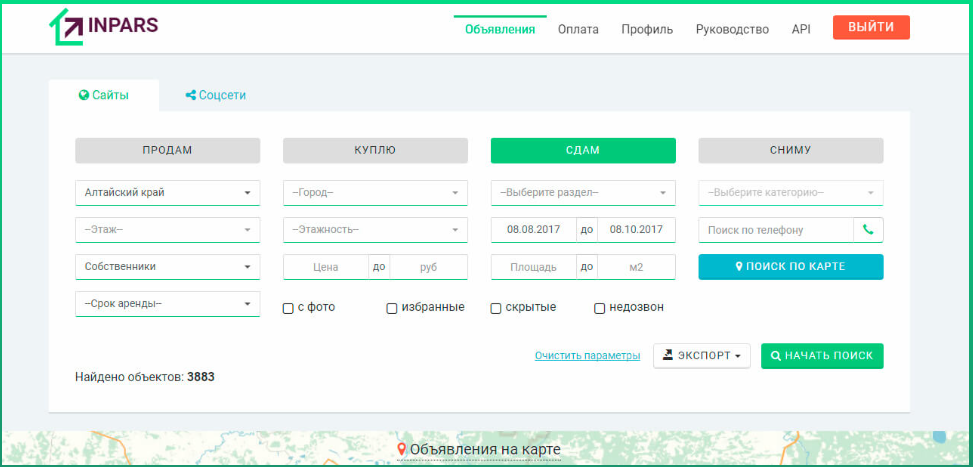 INPARS Объявления Оплата Профиль Руководство API ВЫЙТИ
Сайты Соцсети
ПРОДАМ КУПЛЮ СДАМ СНИМУ
Алтайский край --Город-- --Выберите раздел-- --Выберите категорию--
--Этаж-- --Этажность-- 08.08.2017 до 08.10.2017 Поиск по телефону
Собственники Цена до руб Площадь до м2 ПОИСК ПО КАРТЕ
--Срок аренды-- с фото избранные скрытые недозвон
Очистить параметры ЭКСПОРТ НАЧАТЬ ПОИСК
Найдено объектов: 3883
Объявления на карте